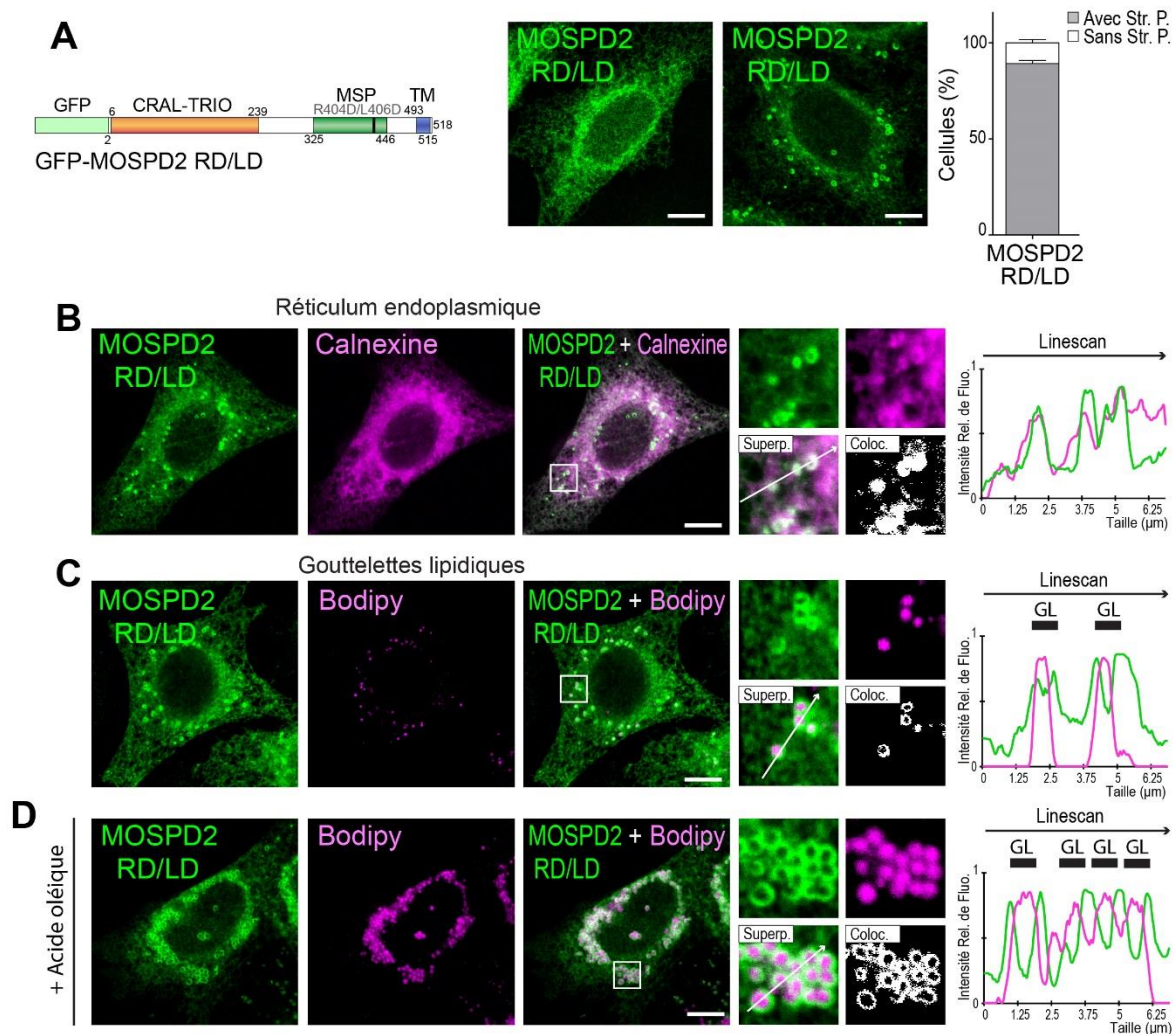 A
GFP
6
CRAL-TRIO
239
MSP
R404D/L406D
TM
493
518
2
325
446
515
GFP-MOSPD2 RD/LD
MOSPD2
RD/LD
MOSPD2
RD/LD
Avec Str. P.
Sans Str. P.
Cellules (%)
100
50
0
MOSPD2
RD/LD
Réticulum endoplasmique
B
MOSPD2
RD/LD
Calnexine
MOSPD2 + Calnexine
RD/LD
Superp.
Coloc.
Linescan
Intensité Rel. de Fluo.
1
0
0 1.25 2.5 3.75 5 6.25
Taille (µm)
Gouttelettes lipidiques
C
MOSPD2
RD/LD
Bodipy
MOSPD2 + Bodipy
RD/LD
Superp.
Coloc.
Linescan
GL GL
Intensité Rel. de Fluo.
1
0
0 1.25 2.5 3.75 5 6.25
Taille (µm)
D
+ Acide oléique
MOSPD2
RD/LD
Bodipy
MOSPD2 + Bodipy
RD/LD
Superp.
Coloc.
Linescan
GL GL GL GL
Intensité Rel. de Fluo.
1
0
0 1.25 2.5 3.75 5 6.25
Taille (µm)